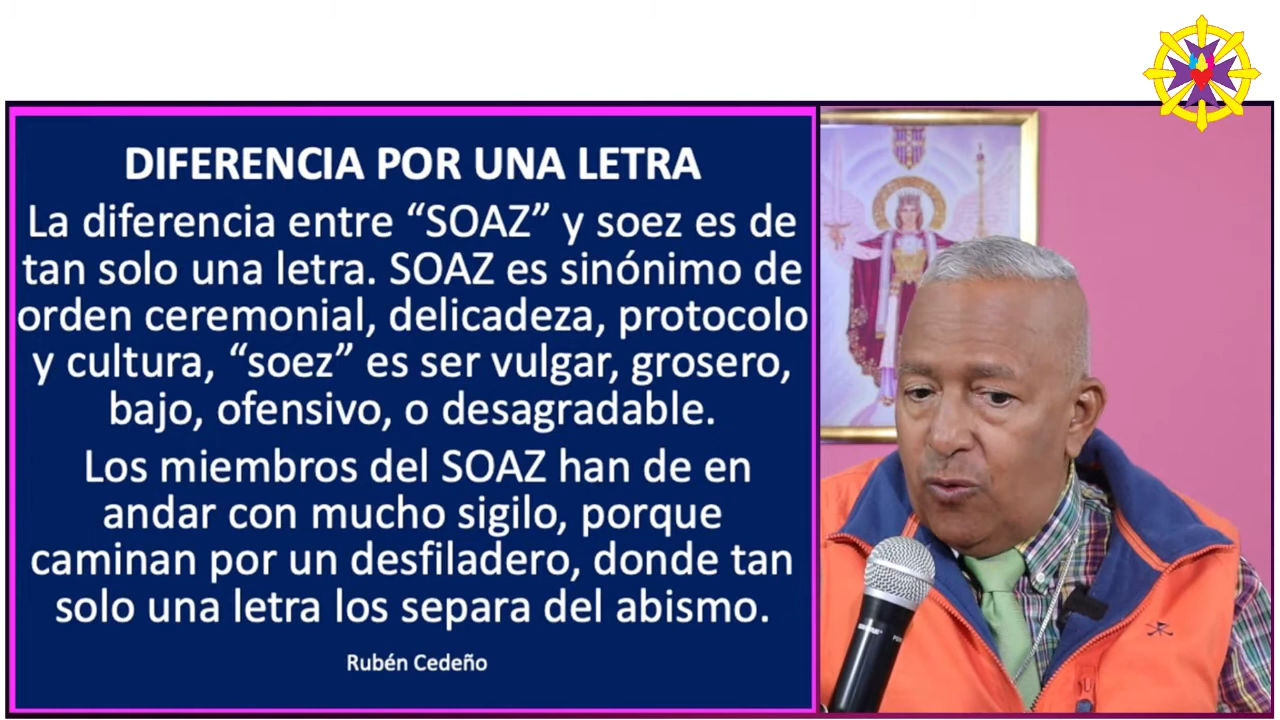 DIFERENCIA POR UNA LETRA
La diferencia entre “SOAZ” y soez es de
tan solo una letra. SOAZ es sinónimo de
orden ceremonial, delicadeza, protocolo
y cultura, “soez” es ser vulgar, grosero,
bajo, ofensivo, o desagradable.
Los miembros del SOAZ han de en
andar con mucho sigilo, porque
caminan por un desfiladero, donde tan
solo una letra los separa del abismo.
Rubén Cedeño